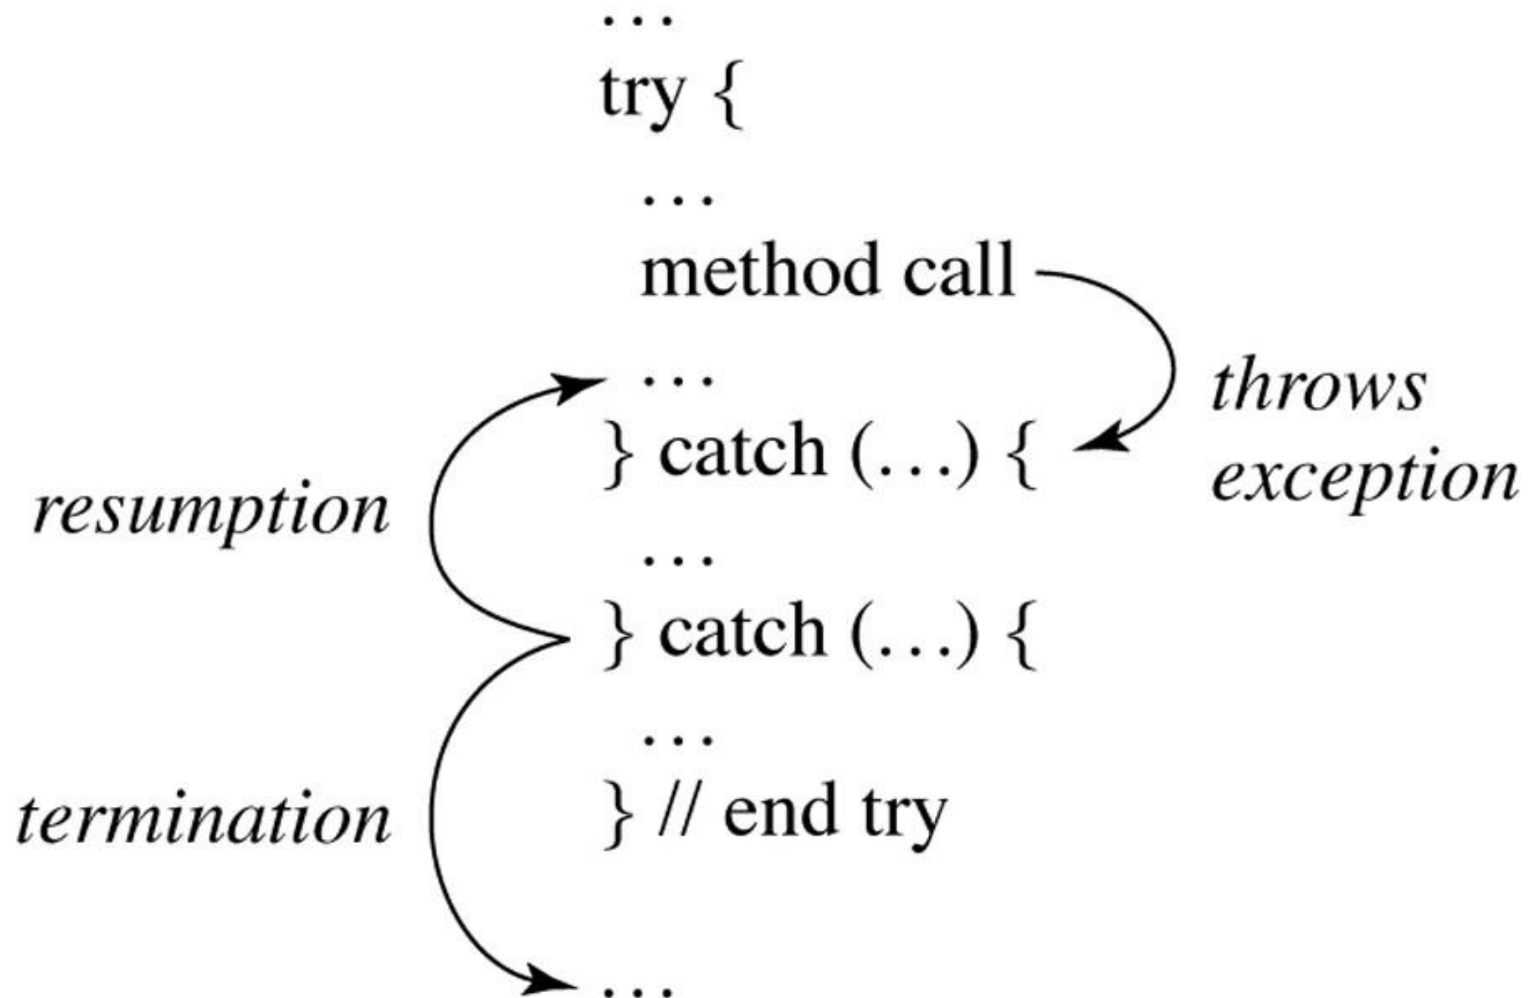 ...
try {
...
method call
...
throws
} catch (...) {
exception
resumption
...
} catch (...) {
...
termination
} // end try
...